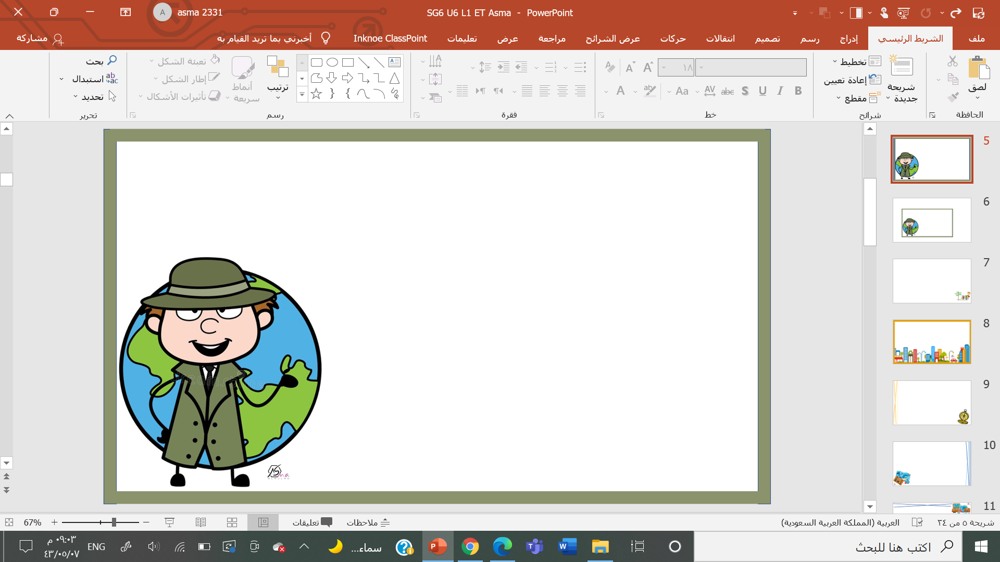 asma 2331
SG6 U6 L1 ET Asma - PowerPoint
ملف
الشريط الرئيسي
إدراج
رسم
تصميم
انتقالات
حركات
عرض الشرائح
مراجعة
عرض
تعليمات
Inknoe ClassPoint
أخبرني بما تريد القيام به
مشاركة
لصق
الحافظة
شريحة
جديدة
تخطيط
إعادة تعيين
مقطع
شرائح
١٨
خط
فقرة
ترتيب
أنماط
سريعة
تعبئة الشكل
إطار الشكل
تأثيرات الأشكال
رسم
بحث
استبدال
تحديد
تحرير
5
6
7
8
9
10
11
dreamstime
شريحة ٥ من ٢٤
العربية (المملكة العربية السعودية)
ملاحظات
تعليقات
67%
اكتب هنا للبحث
سماء...
ENG
٠٩:٠٣ م
٤٣/٠٥/٠٧